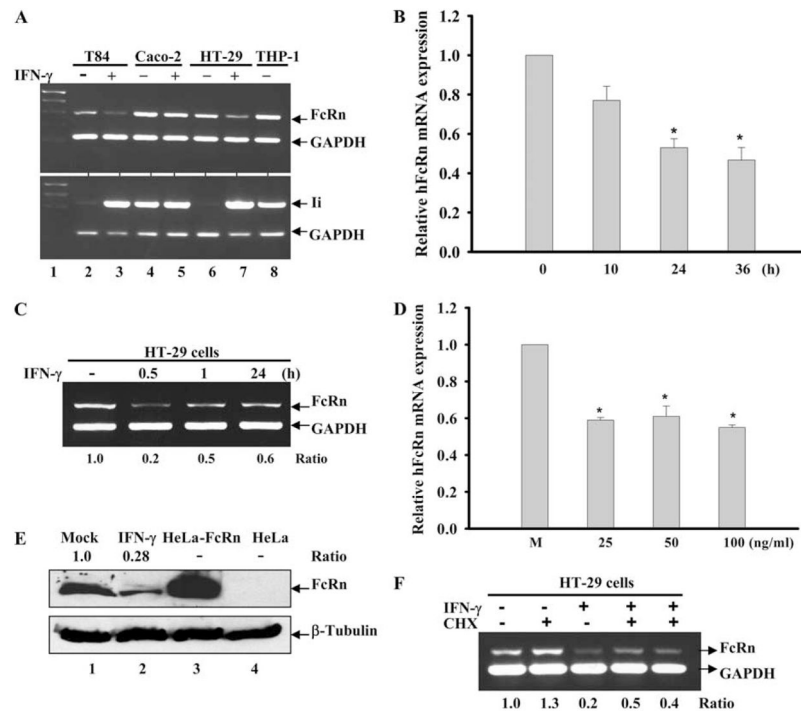 A
T84 Caco-2 HT-29 THP-1
IFN-γ - + – + – + –
FcRn
GAPDH
Ii
GAPDH
1 2 3 4 5 6 7 8
B
Relative hFcRn mRNA expression
1.2
1.0
0.8
0.6
0.4
0.2
0.0
* *
0 10 24 36 (h)
C
HT-29 cells
IFN-γ - 0.5 1 24 (h)
FcRn
GAPDH
1.0 0.2 0.5 0.6 Ratio
D
Relative hFcRn mRNA expression
1.2
1.0
0.8
0.6
0.4
0.2
0.0
* * *
M 25 50 100 (ng/ml)
E
Mock IFN-γ HeLa-FcRn HeLa
1.0 0.28 - - Ratio
FcRn
β-Tubulin
1 2 3 4
F
HT-29 cells
IFN-γ - - + + +
CHX - + - + +
FcRn
GAPDH
1.0 1.3 0.2 0.5 0.4 Ratio